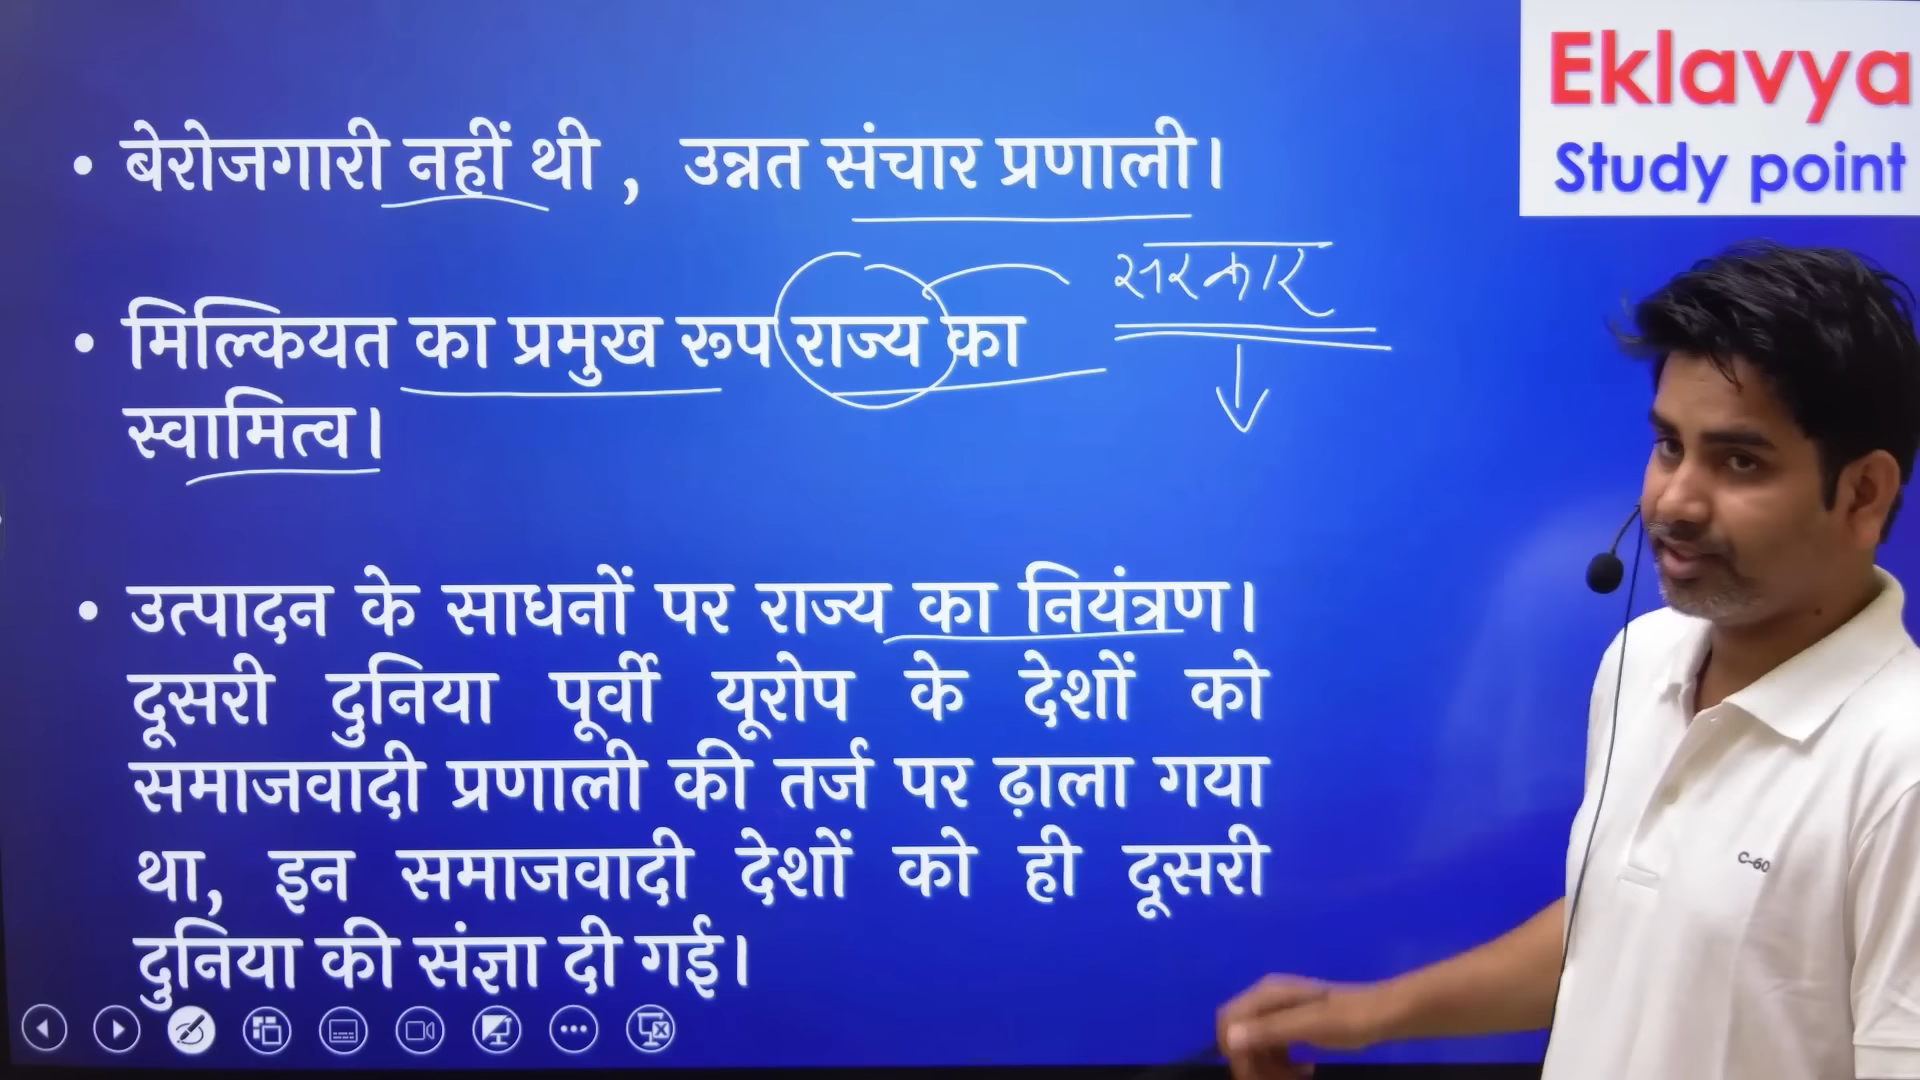 Eklavya
Study point
• बेरोजगारी नहीं थी , उन्नत संचार प्रणाली।
सरकार
• मिल्कियत का प्रमुख रूप राज्य का
स्वामित्व।
• उत्पादन के साधनों पर राज्य का नियंत्रण।
दूसरी दुनिया पूर्वी यूरोप के देशों को
समाजवादी प्रणाली की तर्ज पर ढ़ाला गया
था, इन समाजवादी देशों को ही दूसरी
दुनिया की संज्ञा दी गई।
C-60